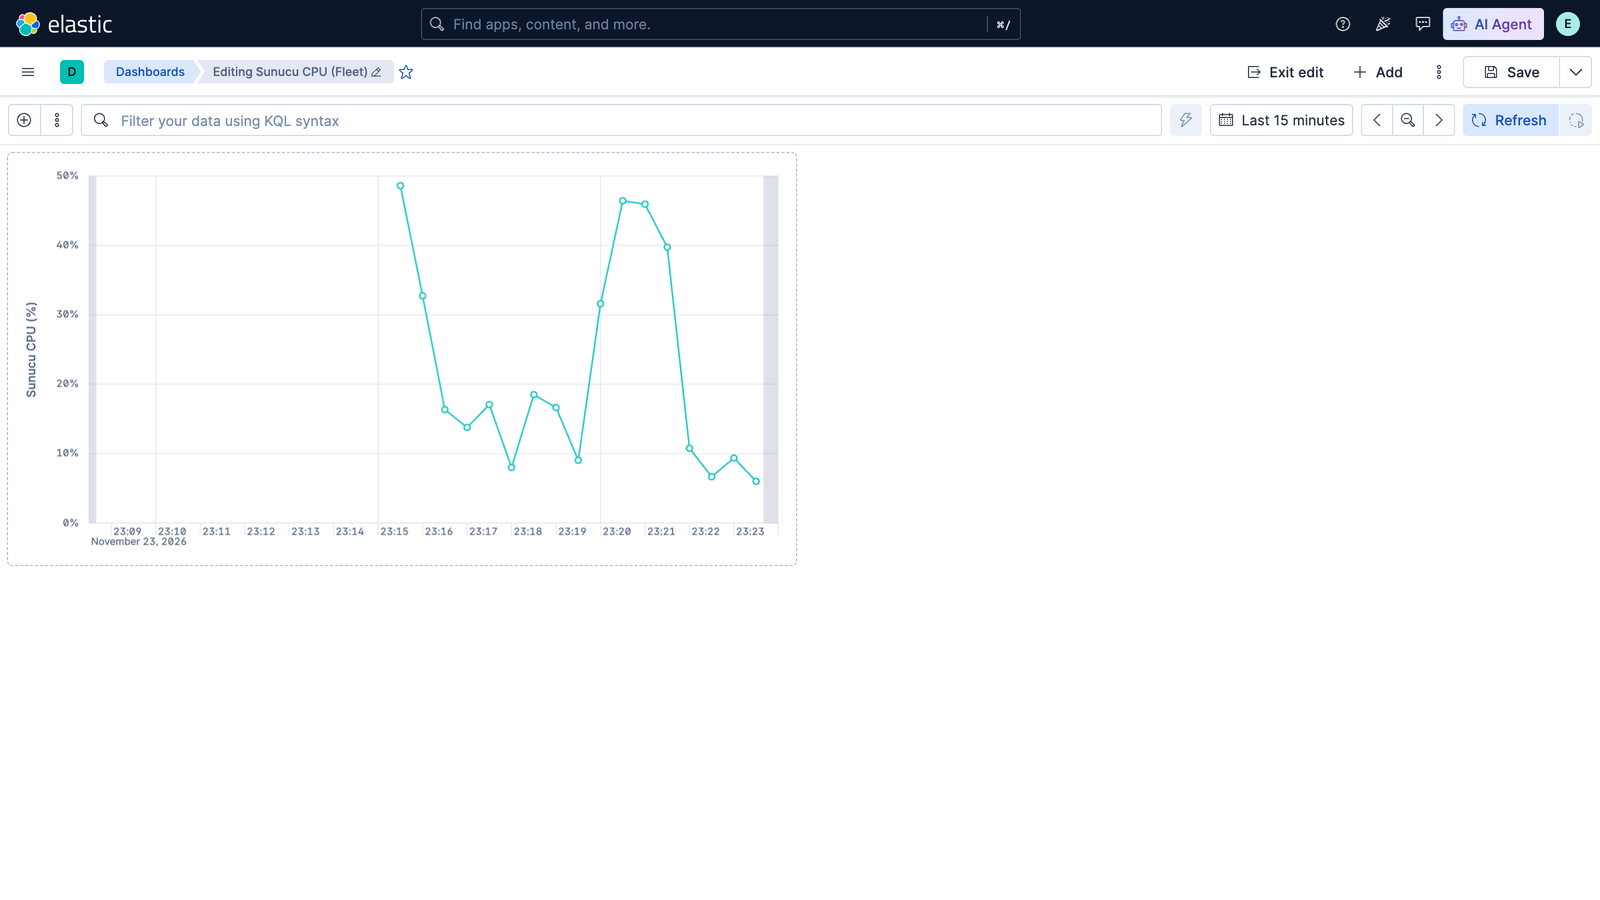 elastic
Find apps, content, and more.
⌘/
AI Agent
E
D
Dashboards
Editing Sunucu CPU (Fleet)
Exit edit
Add
Save
Filter your data using KQL syntax
Last 15 minutes
Refresh
Sunucu CPU (%)
50%
40%
30%
20%
10%
0%
23:09 23:10 23:11 23:12 23:13 23:14 23:15 23:16 23:17 23:18 23:19 23:20 23:21 23:22 23:23
November 23, 2026